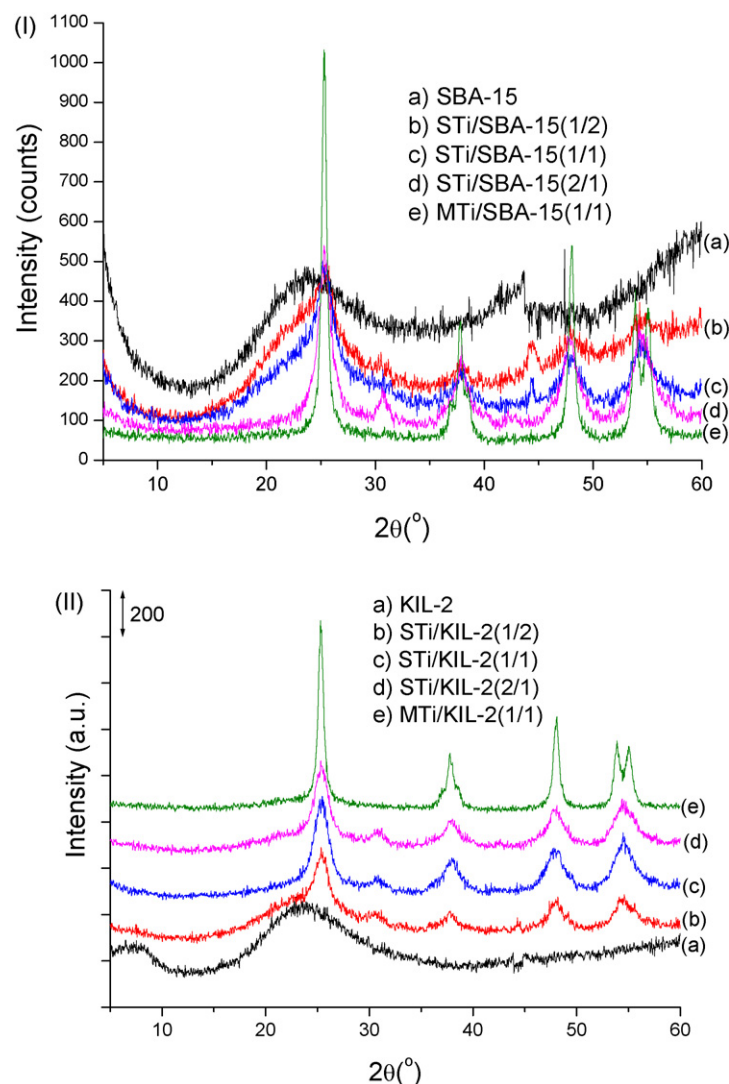 (I)
1100
1000
900
800
700
600
500
400
300
200
100
0
Intensity (counts)
a) SBA-15
b) STi/SBA-15(1/2)
c) STi/SBA-15(1/1)
d) STi/SBA-15(2/1)
e) MTi/SBA-15(1/1)
(a)
(b)
(c)
(d)
(e)
10 20 30 40 50 60
2θ(°)
(II)
200
Intensity (a.u.)
a) KIL-2
b) STi/KIL-2(1/2)
c) STi/KIL-2(1/1)
d) STi/KIL-2(2/1)
e) MTi/KIL-2(1/1)
(e)
(d)
(c)
(b)
(a)
10 20 30 40 50 60
2θ(°)